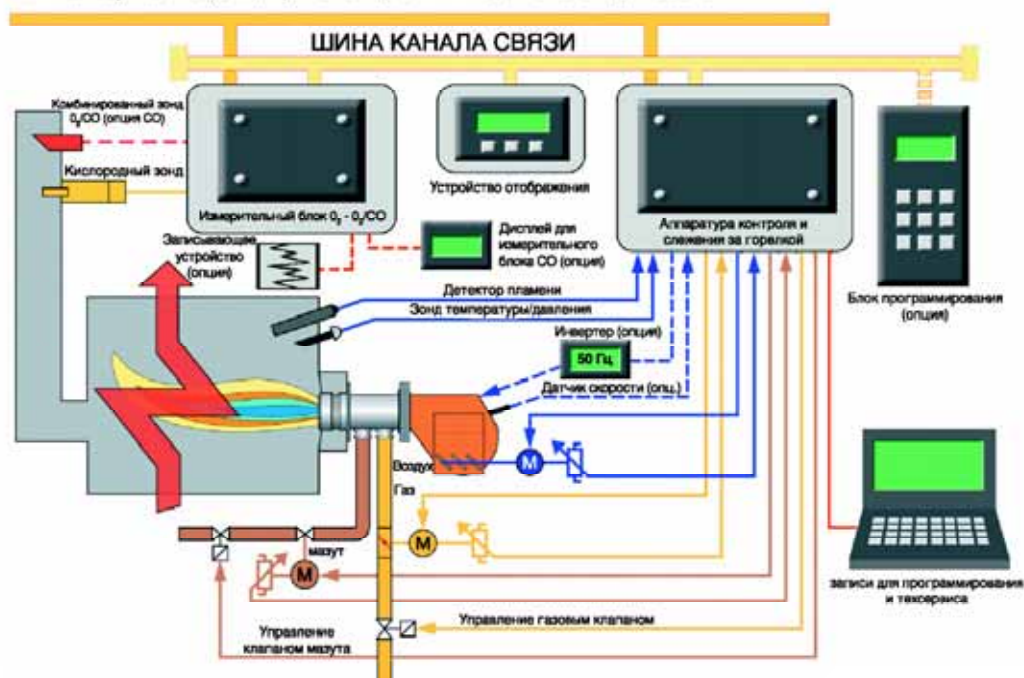 ШИНА КАНАЛА СВЯЗИ
Комбинированный зонд
O₂/CO (опция CO)
Кислородный зонд
Измерительный блок O₂ - O₂/CO
Устройство отображения
Аппаратура контроля и
слежения за горелкой
Записывающее
устройство
(опция)
Дисплей для
измерительного
блока CO (опция)
Блок программирования
(опция)
Детектор пламени
Зонд температуры/давления
Инвертер (опция)
50 Гц
Датчик скорости (опц.)
Воздух
M
Газ
M
мазут
M
записи для программирования
и техсервиса
Управление газовым клапаном
Управление
клапаном мазута